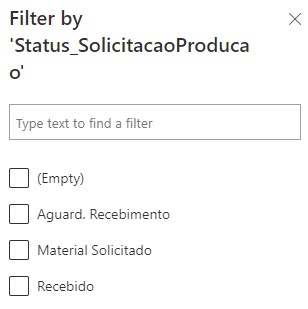 Filter by
'Status_SolicitacaoProduca
o'
Type text to find a filter
(Empty)
Aguard. Recebimento
Material Solicitado
Recebido